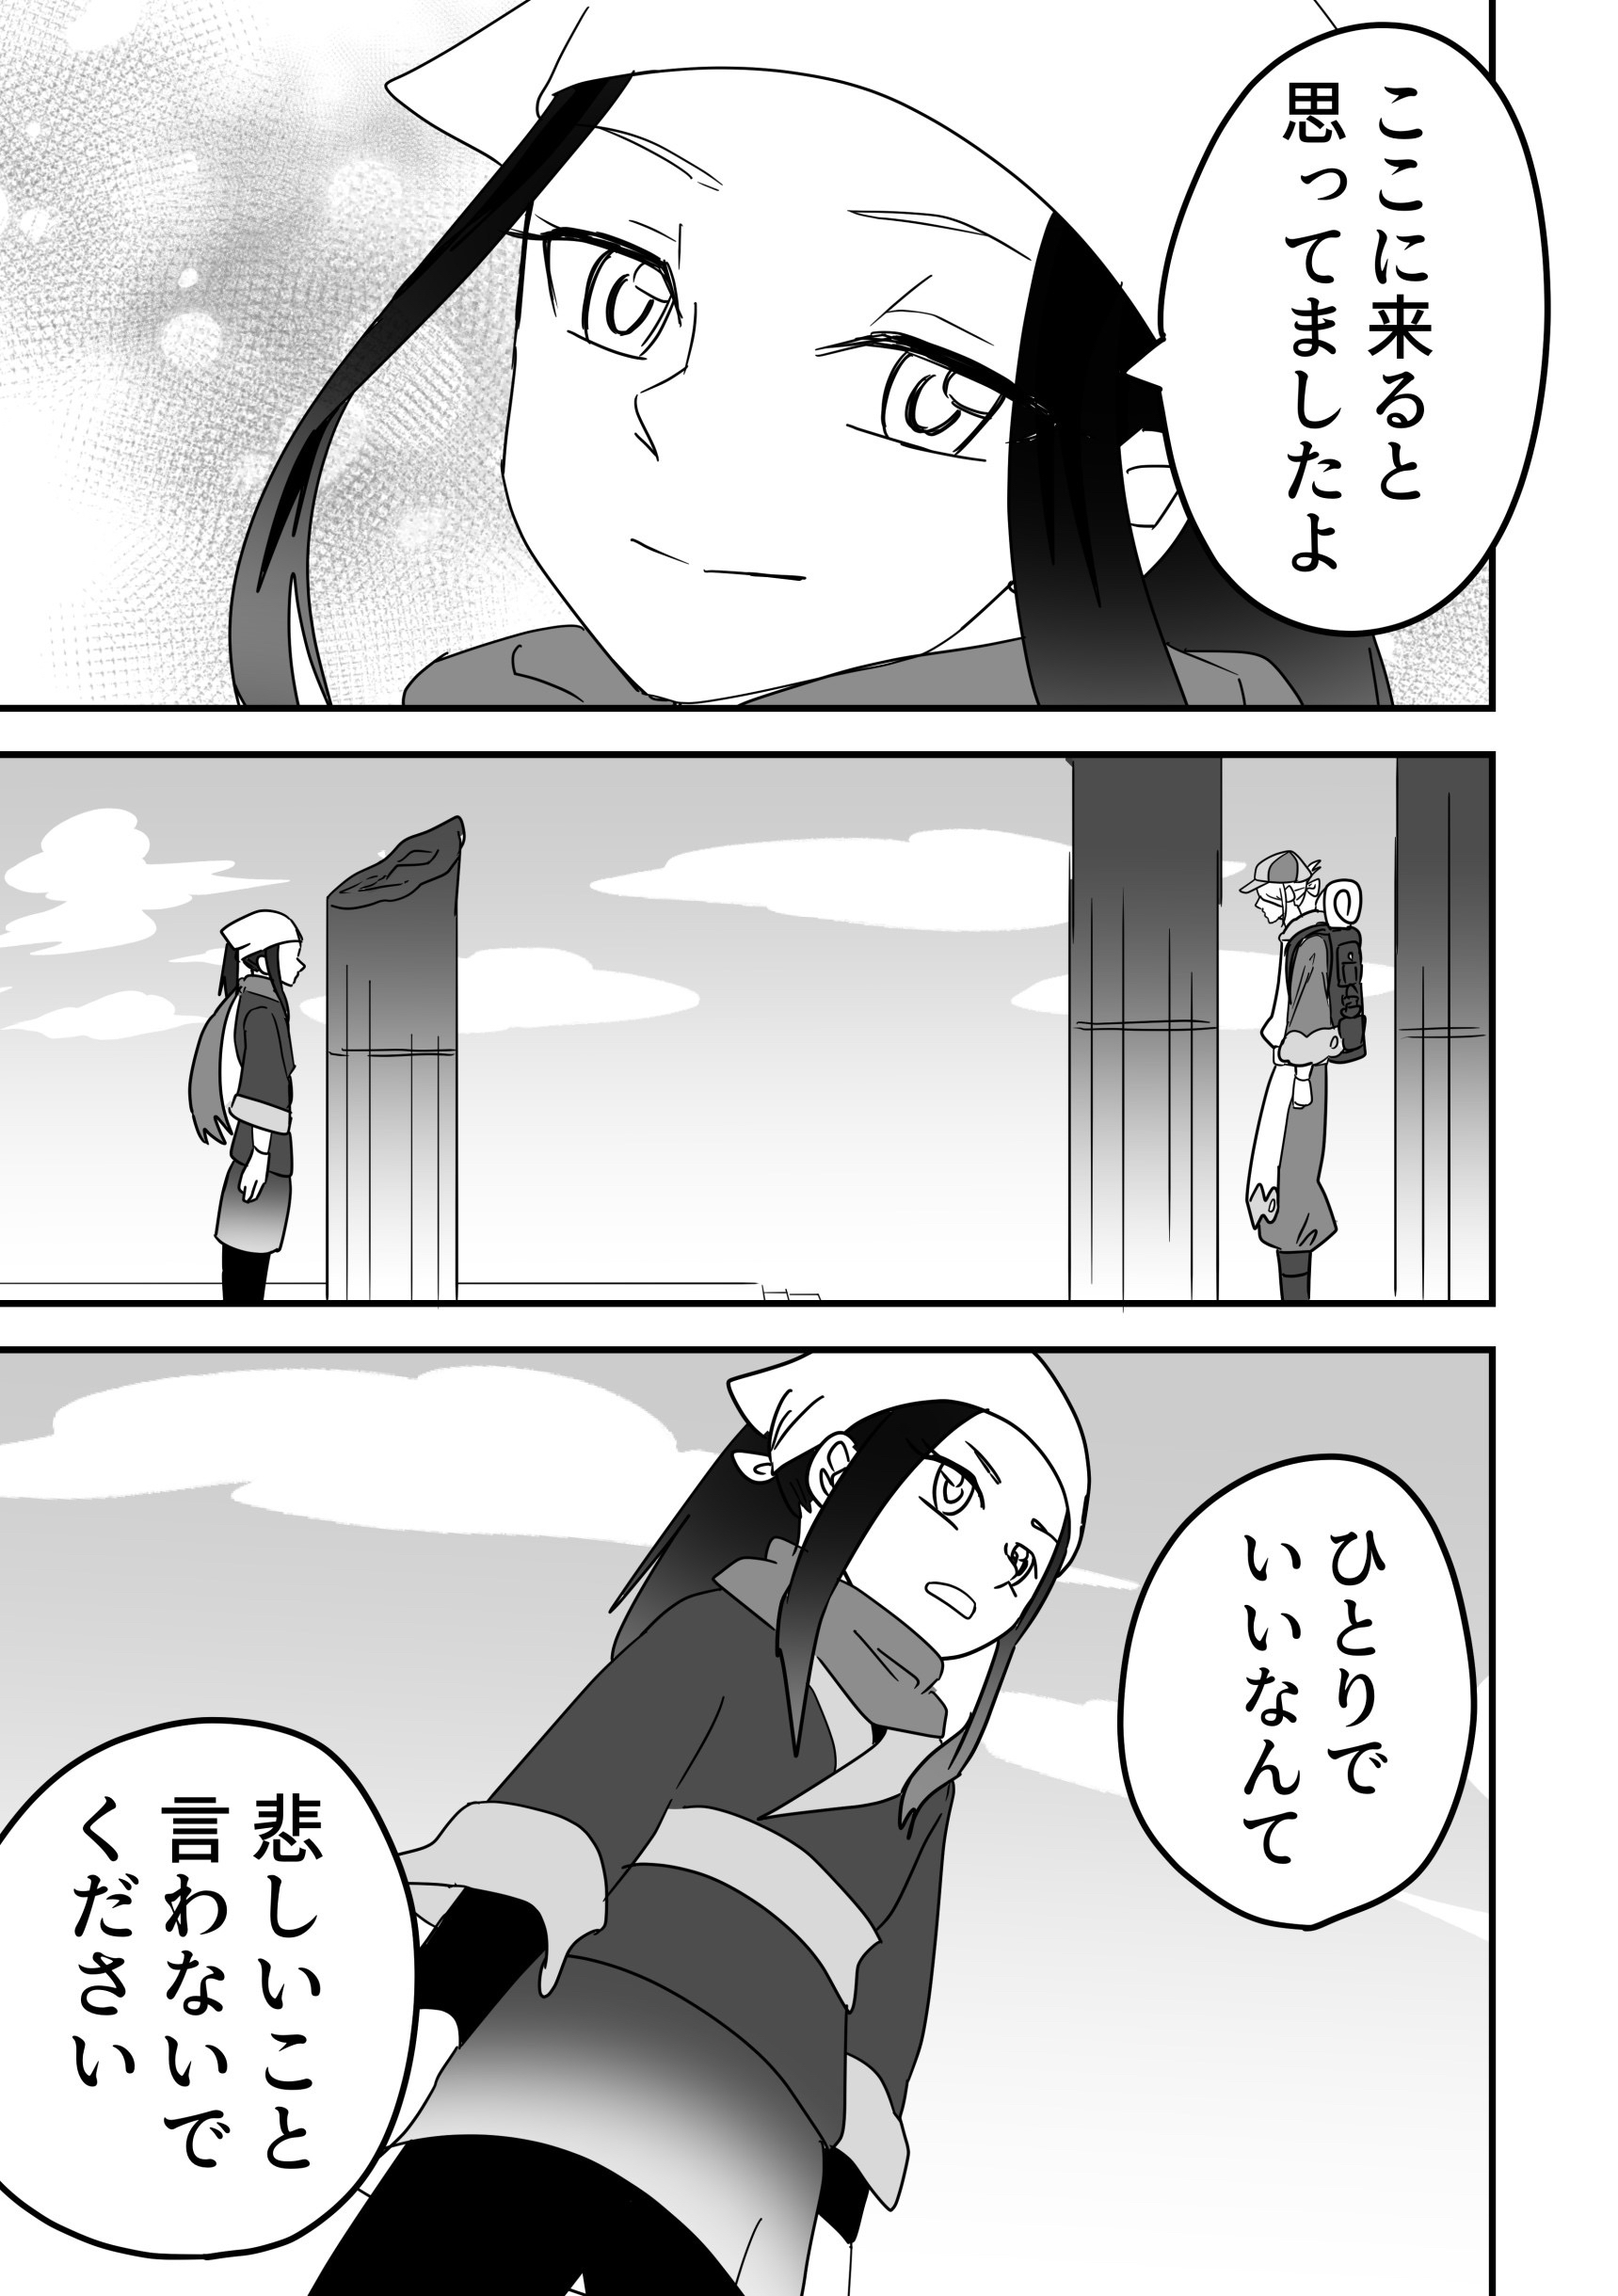 ここに来ると
思ってましたよ
ひとりで
いいなんて
悲しいこと
言わないで
ください